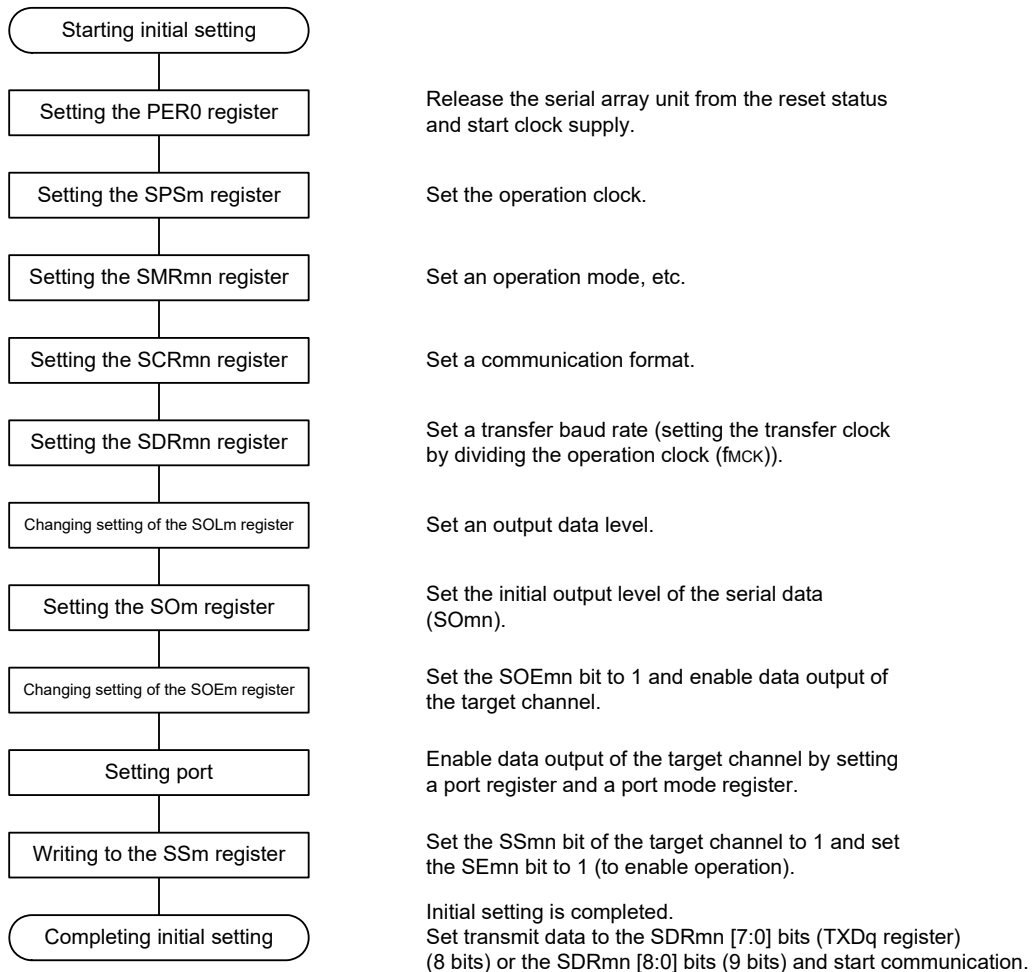 Starting initial setting
Setting the PER0 register
Release the serial array unit from the reset status
and start clock supply.
Setting the SPSm register
Set the operation clock.
Setting the SMRmn register
Set an operation mode, etc.
Setting the SCRmn register
Set a communication format.
Setting the SDRmn register
Set a transfer baud rate (setting the transfer clock
by dividing the operation clock (fMCK)).
Changing setting of the SOLm register
Set an output data level.
Setting the SOm register
Set the initial output level of the serial data
(SOmn).
Changing setting of the SOEm register
Set the SOEmn bit to 1 and enable data output of
the target channel.
Setting port
Enable data output of the target channel by setting
a port register and a port mode register.
Writing to the SSm register
Set the SSmn bit of the target channel to 1 and set
the SEmn bit to 1 (to enable operation).
Completing initial setting
Initial setting is completed.
Set transmit data to the SDRmn [7:0] bits (TXDq register)
(8 bits) or the SDRmn [8:0] bits (9 bits) and start communication.